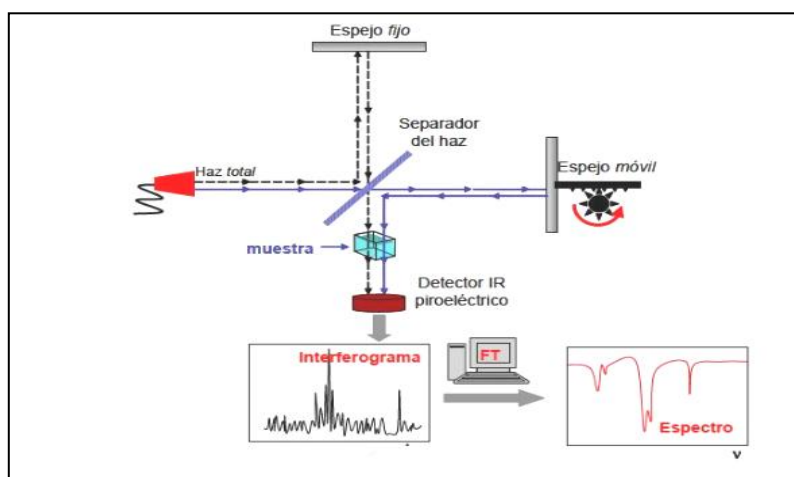 Espejo fijo
Separador
del haz
Haz total
Espejo móvil
muestra
Detector IR
piroeléctrico
Interferograma
FT
Espectro
ν